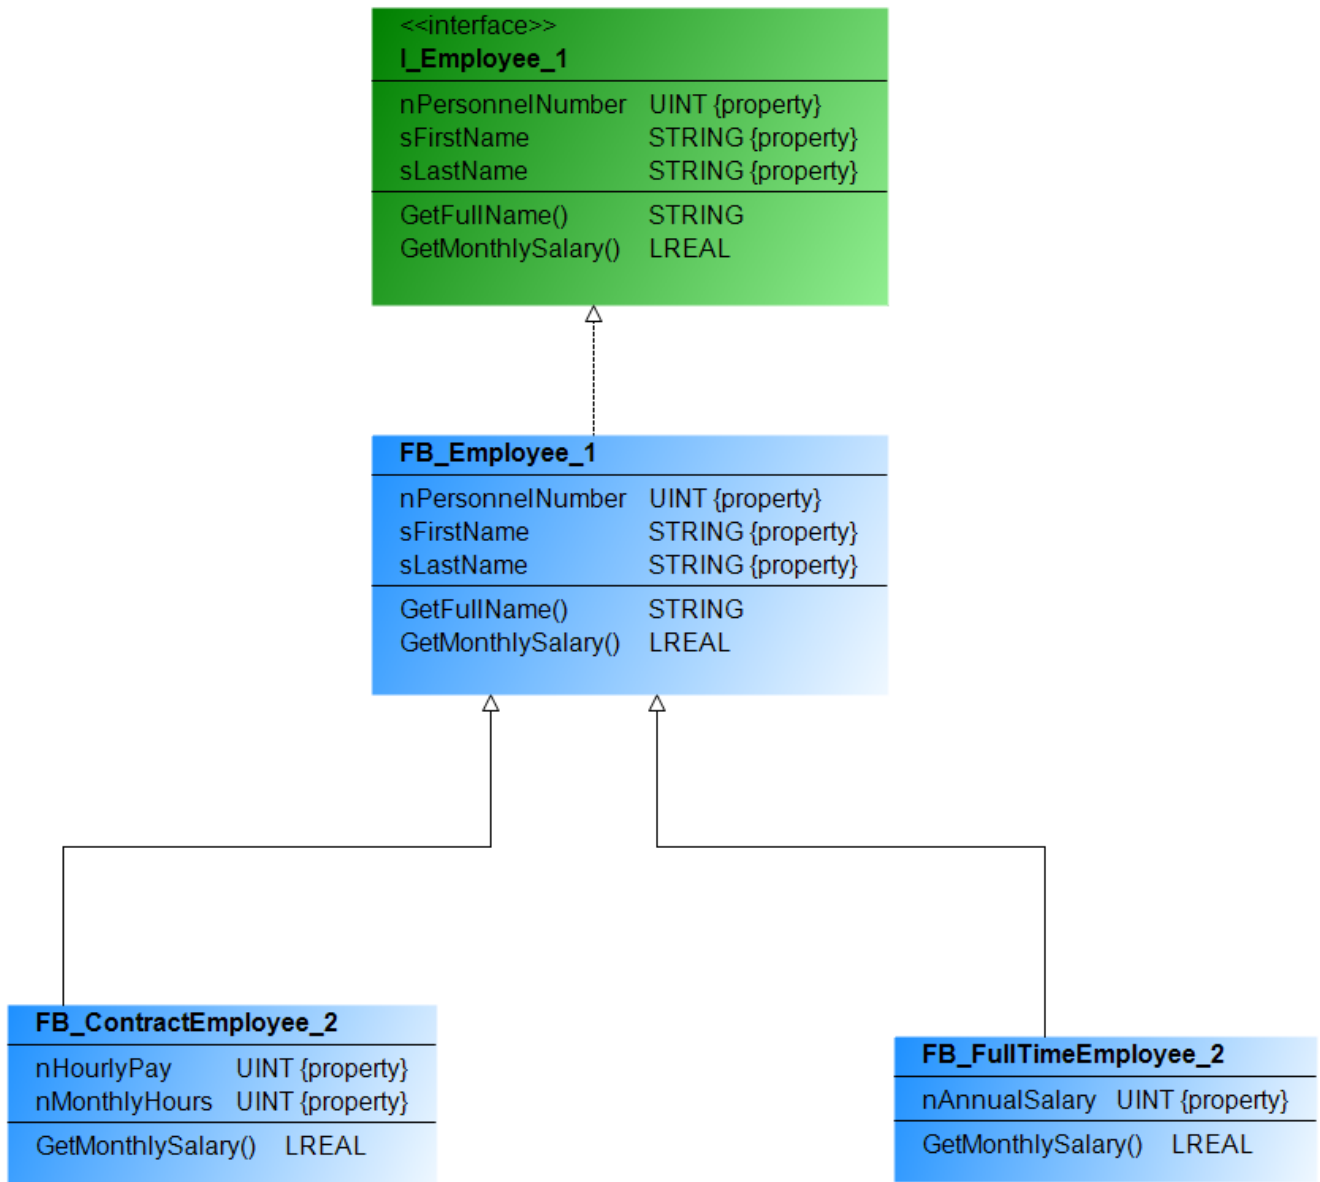 <<interface>>
I_Employee_1
nPersonnelNumber UINT {property}
sFirstName STRING {property}
sLastName STRING {property}
GetFullName() STRING
GetMonthlySalary() LREAL
FB_Employee_1
nPersonnelNumber UINT {property}
sFirstName STRING {property}
sLastName STRING {property}
GetFullName() STRING
GetMonthlySalary() LREAL
FB_ContractEmployee_2
nHourlyPay UINT {property}
nMonthlyHours UINT {property}
GetMonthlySalary() LREAL
FB_FullTimeEmployee_2
nAnnualSalary UINT {property}
GetMonthlySalary() LREAL